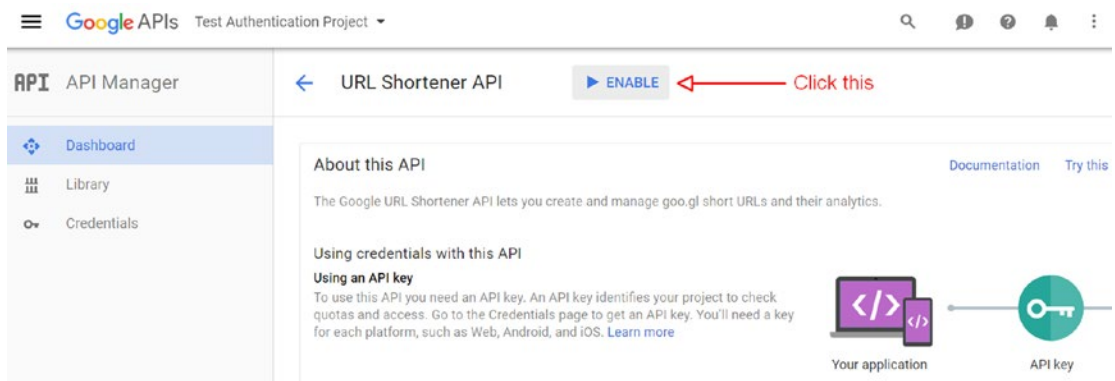 Google APIs Test Authentication Project
API API Manager
URL Shortener API
ENABLE
Click this
Dashboard
Library
Credentials
About this API
Documentation
Try this
The Google URL Shortener API lets you create and manage goo.gl short URLs and their analytics.
Using credentials with this API
Using an API key
To use this API you need an API key. An API key identifies your project to check
quotas and access. Go to the Credentials page to get an API key. You'll need a key
for each platform, such as Web, Android, and iOS. Learn more
</>
</>
Your application
API key